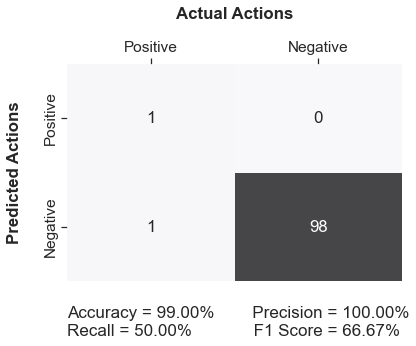 Actual Actions
Positive Negative
Predicted Actions
Positive 1 0
Negative 1 98
Accuracy = 99.00% Precision = 100.00%
Recall = 50.00% F1 Score = 66.67%